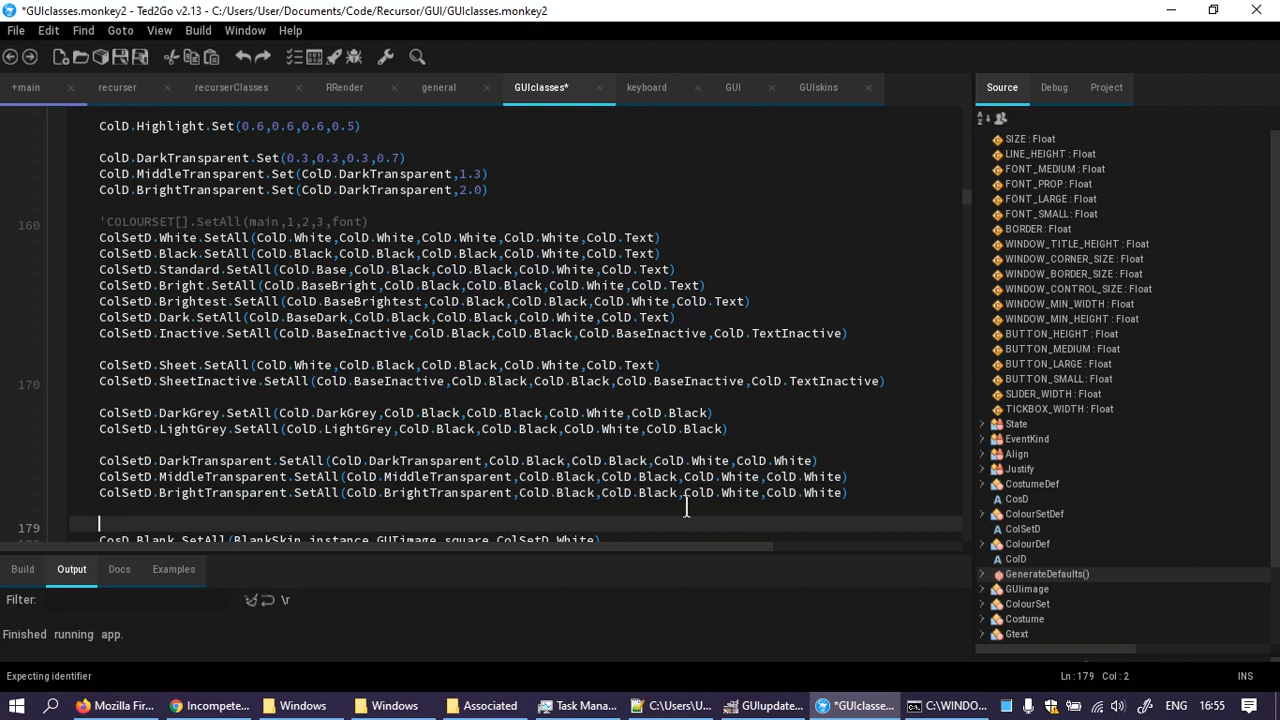 *GUIclasses.monkey2 - Ted2Go v2.13 - C:/Users/User/Documents/Code/Recursor/GUI/GUIclasses.monkey2
File Edit Find GoTo View Build Window Help
+main recurser recurserClasses RRender general GUIclasses* keyboard GUI GUIskins Source Debug Project
ColD.Highlight.Set(0.6,0.6,0.6,0.5)
ColD.DarkTransparent.Set(0.3,0.3,0.3,0.7)
ColD.MiddleTransparent.Set(ColD.DarkTransparent,1.3)
ColD.BrightTransparent.Set(ColD.DarkTransparent,2.0)
160 'COLOURSET[].SetAll(main,1,2,3,font)
ColSetD.White.SetAll(ColD.White,ColD.White,ColD.White,ColD.White,ColD.Text)
ColSetD.Black.SetAll(ColD.Black,ColD.Black,ColD.Black,ColD.White,ColD.Text)
ColSetD.Standard.SetAll(ColD.Base,ColD.Black,ColD.Black,ColD.White,ColD.Text)
ColSetD.Bright.SetAll(ColD.BaseBright,ColD.Black,ColD.Black,ColD.White,ColD.Text)
ColSetD.Brightest.SetAll(ColD.BaseBrightest,ColD.Black,ColD.Black,ColD.White,ColD.Text)
ColSetD.Dark.SetAll(ColD.BaseDark,ColD.Black,ColD.Black,ColD.White,ColD.Text)
ColSetD.Inactive.SetAll(ColD.BaseInactive,ColD.Black,ColD.Black,ColD.BaseInactive,ColD.TextInactive)
ColSetD.Sheet.SetAll(ColD.White,ColD.Black,ColD.Black,ColD.White,ColD.Text)
170 ColSetD.SheetInactive.SetAll(ColD.BaseInactive,ColD.Black,ColD.Black,ColD.BaseInactive,ColD.TextInactive)
ColSetD.DarkGrey.SetAll(ColD.DarkGrey,ColD.Black,ColD.Black,ColD.White,ColD.Black)
ColSetD.LightGrey.SetAll(ColD.LightGrey,ColD.Black,ColD.Black,ColD.White,ColD.Black)
ColSetD.DarkTransparent.SetAll(ColD.DarkTransparent,ColD.Black,ColD.Black,ColD.White,ColD.White)
ColSetD.MiddleTransparent.SetAll(ColD.MiddleTransparent,ColD.Black,ColD.Black,ColD.White,ColD.White)
ColSetD.BrightTransparent.SetAll(ColD.BrightTransparent,ColD.Black,ColD.Black,ColD.White,ColD.White)
179
CosD.Blank.SetAll(BlankSkin.instance,GUIimage.square,ColSetD.White)
SIZE : Float
LINE_HEIGHT : Float
FONT_MEDIUM : Float
FONT_PROP : Float
FONT_LARGE : Float
FONT_SMALL : Float
BORDER : Float
WINDOW_TITLE_HEIGHT : Float
WINDOW_CORNER_SIZE : Float
WINDOW_BORDER_SIZE : Float
WINDOW_CONTROL_SIZE : Float
WINDOW_MIN_WIDTH : Float
WINDOW_MIN_HEIGHT : Float
BUTTON_HEIGHT : Float
BUTTON_MEDIUM : Float
BUTTON_LARGE : Float
BUTTON_SMALL : Float
SLIDER_WIDTH : Float
TICKBOX_WIDTH : Float
State
EventKind
Align
Justify
CostumeDef
CosD
ColourSetDef
ColSetD
ColourDef
ColD
GenerateDefaults()
GUIimage
ColourSet
Costume
Gtext
Build Output Docs Examples
Filter: \r
Finished running app.
Expecting identifier Ln : 179 Col : 2 INS
Mozilla Fir... Incompete... Windows Windows Associated Task Mana... C:\Users\U... GUIupdate... *GUIclasse... C:\WINDO... 16:55